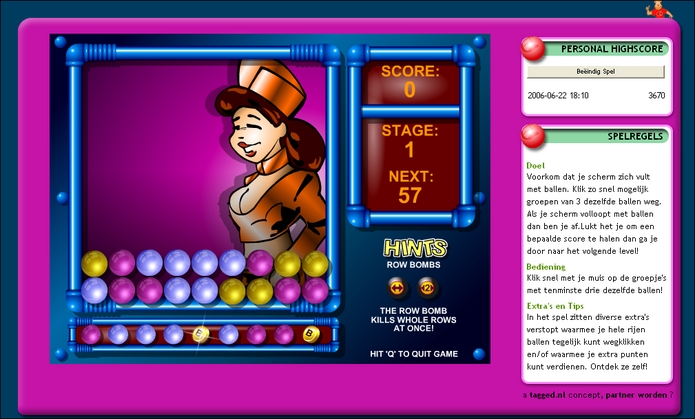 SCORE:
0
STAGE:
1
NEXT:
57
HINTS
ROW BOMBS
2
THE ROW BOMB
KILLS WHOLE ROWS
AT ONCE!
HIT 'Q' TO QUIT GAME
B
B
PERSONAL HIGHSCORE
Beëindig Spel
2006-06-22 18:10 3670
SPELREGELS
Doel
Voorkom dat je scherm zich vult
met ballen. Klik zo snel mogelijk
groepen van 3 dezelfde ballen weg.
Als je scherm volloopt met ballen
dan ben je af.Lukt het je om een
bepaalde score te halen dan ga je
door naar het volgende level!
Bediening
Klik snel met je muis op de groepje's
met tenminste drie dezelfde ballen!
Extra's en Tips
In het spel zitten diverse extra's
verstopt waarmee je hele rijen
ballen tegelijk kunt wegklikken
en/of waarmee je extra punten
kunt verdienen. Ontdek ze zelf!
a tagged.nl concept, partner worden ?